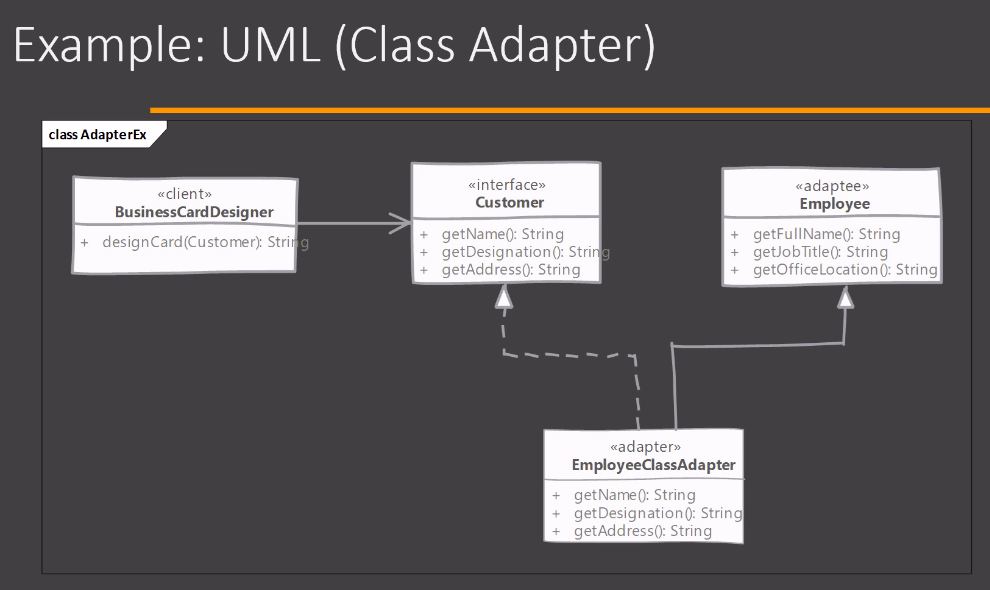 Example: UML (Class Adapter)
class AdapterEx
«client»
BusinessCardDesigner
+ designCard(Customer): String
«interface»
Customer
+ getName(): String
+ getDesignation(): String
+ getAddress(): String
«adaptee»
Employee
+ getFullName(): String
+ getJobTitle(): String
+ getOfficeLocation(): String
«adapter»
EmployeeClassAdapter
+ getName(): String
+ getDesignation(): String
+ getAddress(): String